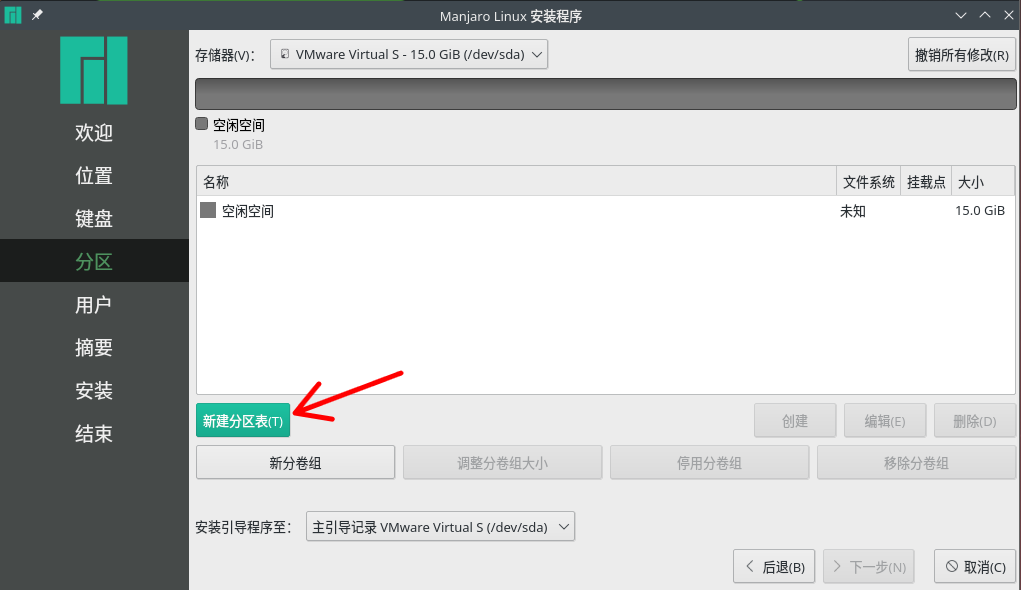 Manjaro Linux 安装程序
存储器(V)： VMware Virtual S - 15.0 GiB (/dev/sda) 撤销所有修改(R)
空闲空间
15.0 GiB
欢迎
位置
键盘
分区
用户
摘要
安装
结束
名称 文件系统 挂载点 大小
空闲空间 未知 15.0 GiB
新建分区表(T) 创建 编辑(E) 删除(D)
新分卷组 调整分卷组大小 停用分卷组 移除分卷组
安装引导程序至： 主引导记录 VMware Virtual S (/dev/sda)
后退(B) 下一步(N) 取消(C)